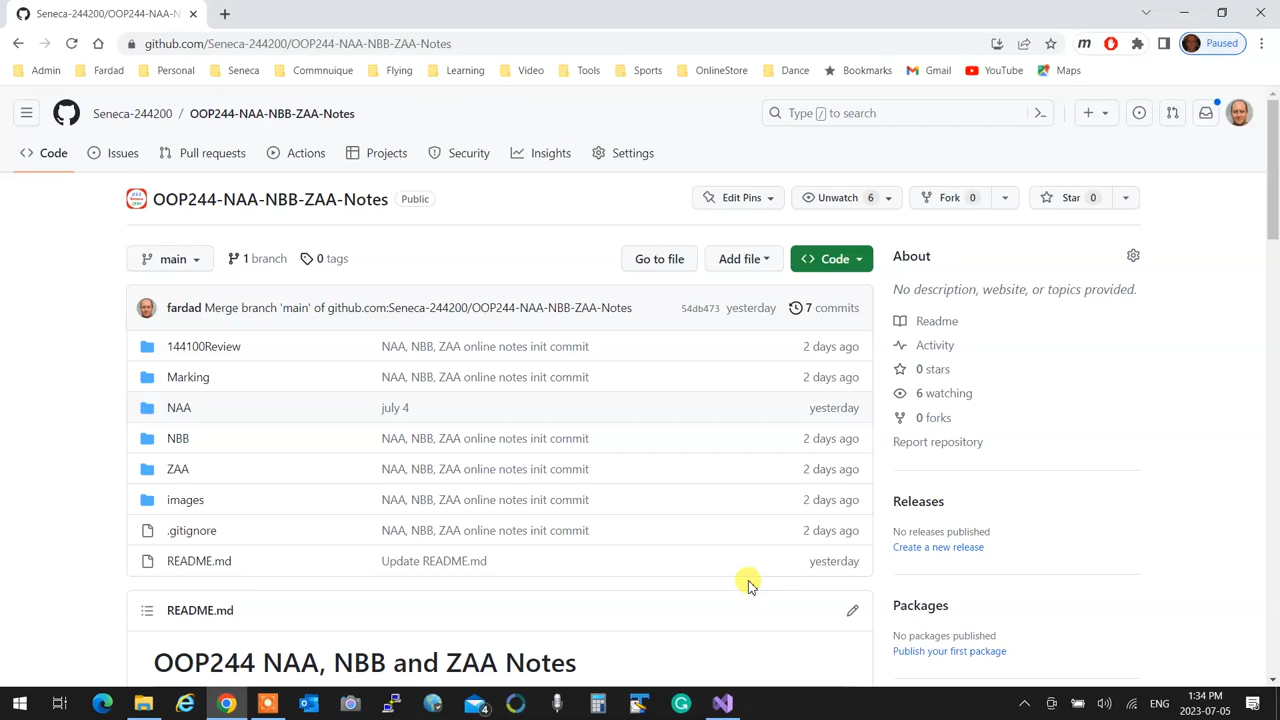 Seneca-244200/OOP244-NAA-N
github.com/Seneca-244200/OOP244-NAA-NBB-ZAA-Notes
Paused
Admin Fardad Personal Seneca Commnuique Flying Learning Video Tools Sports OnlineStore Dance Bookmarks Gmail YouTube Maps
Seneca-244200 / OOP244-NAA-NBB-ZAA-Notes
Type / to search
Code Issues Pull requests Actions Projects Security Insights Settings
OOP244-NAA-NBB-ZAA-Notes Public
Edit Pins Unwatch 6 Fork 0 Star 0
main 1 branch 0 tags Go to file Add file Code
About
No description, website, or topics provided.
fardad Merge branch 'main' of github.com:Seneca-244200/OOP244-NAA-NBB-ZAA-Notes 54db473 yesterday 7 commits
144100Review NAA, NBB, ZAA online notes init commit 2 days ago
Marking NAA, NBB, ZAA online notes init commit 2 days ago
NAA july 4 yesterday
NBB NAA, NBB, ZAA online notes init commit 2 days ago
ZAA NAA, NBB, ZAA online notes init commit 2 days ago
images NAA, NBB, ZAA online notes init commit 2 days ago
.gitignore NAA, NBB, ZAA online notes init commit 2 days ago
README.md Update README.md yesterday
Readme
Activity
0 stars
6 watching
0 forks
Report repository
Releases
No releases published
Create a new release
Packages
No packages published
Publish your first package
README.md
OOP244 NAA, NBB and ZAA Notes
4
ENG
1:34 PM
2023-07-05